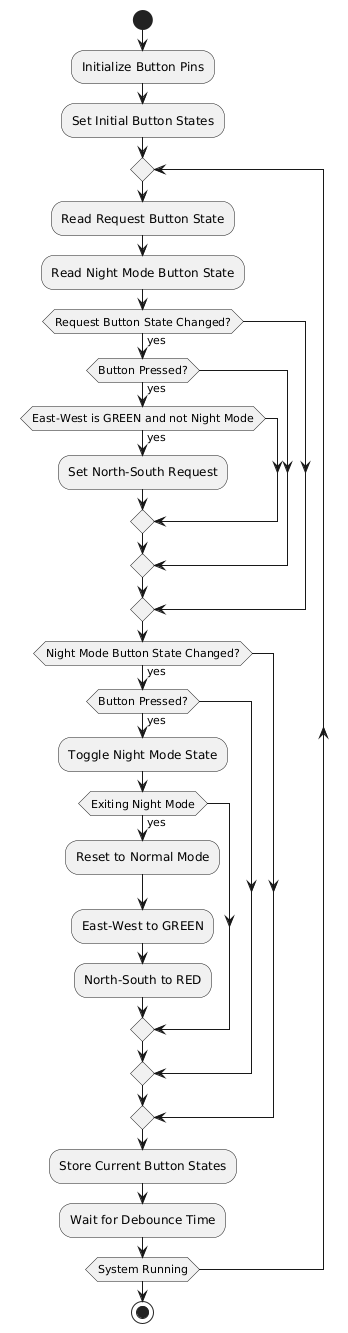 Initialize Button Pins
Set Initial Button States
Read Request Button State
Read Night Mode Button State
Request Button State Changed?
yes
Button Pressed?
yes
East-West is GREEN and not Night Mode
yes
Set North-South Request
Night Mode Button State Changed?
yes
Button Pressed?
yes
Toggle Night Mode State
Exiting Night Mode
yes
Reset to Normal Mode
East-West to GREEN
North-South to RED
Store Current Button States
Wait for Debounce Time
System Running